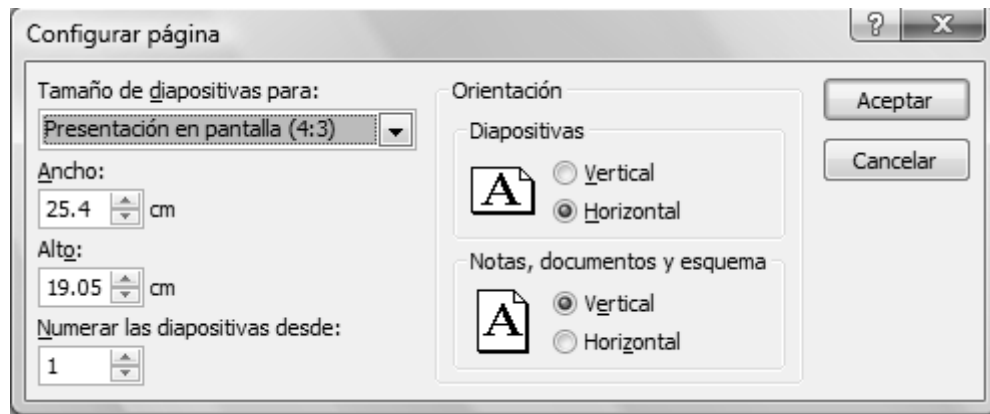 Configurar página
?
X
Tamaño de diapositivas para:
Presentación en pantalla (4:3)
Ancho:
25.4 cm
Alto:
19.05 cm
Numerar las diapositivas desde:
1
Orientación
Diapositivas
A
Vertical
Horizontal
Notas, documentos y esquema
A
Vertical
Horizontal
Aceptar
Cancelar